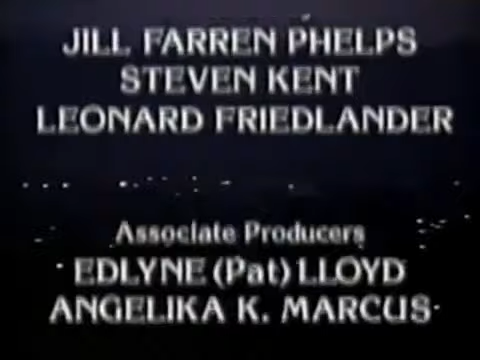 JILL FARREN PHELPS
STEVEN KENT
LEONARD FRIEDLANDER
Associate Producers
EDLYNE (Pat) LLOYD
ANGELIKA K. MARCUS